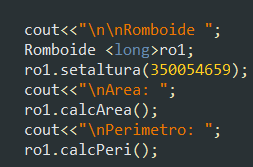 cout<<"\n\nRomboide ";
Romboide <long>ro1;
ro1.setaltura(350054659);
cout<<"\nArea: ";
ro1.calcArea();
cout<<"\nPerimetro: ";
ro1.calcPeri();